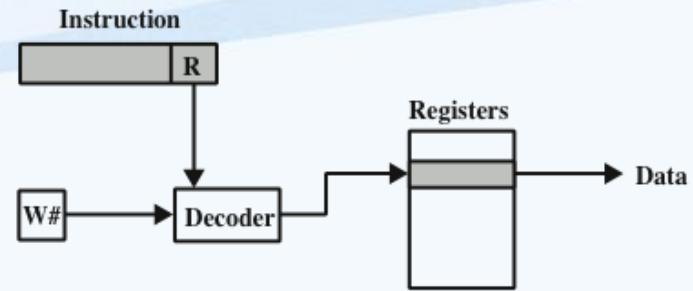 Instruction
R
Registers
W#
Decoder
Data